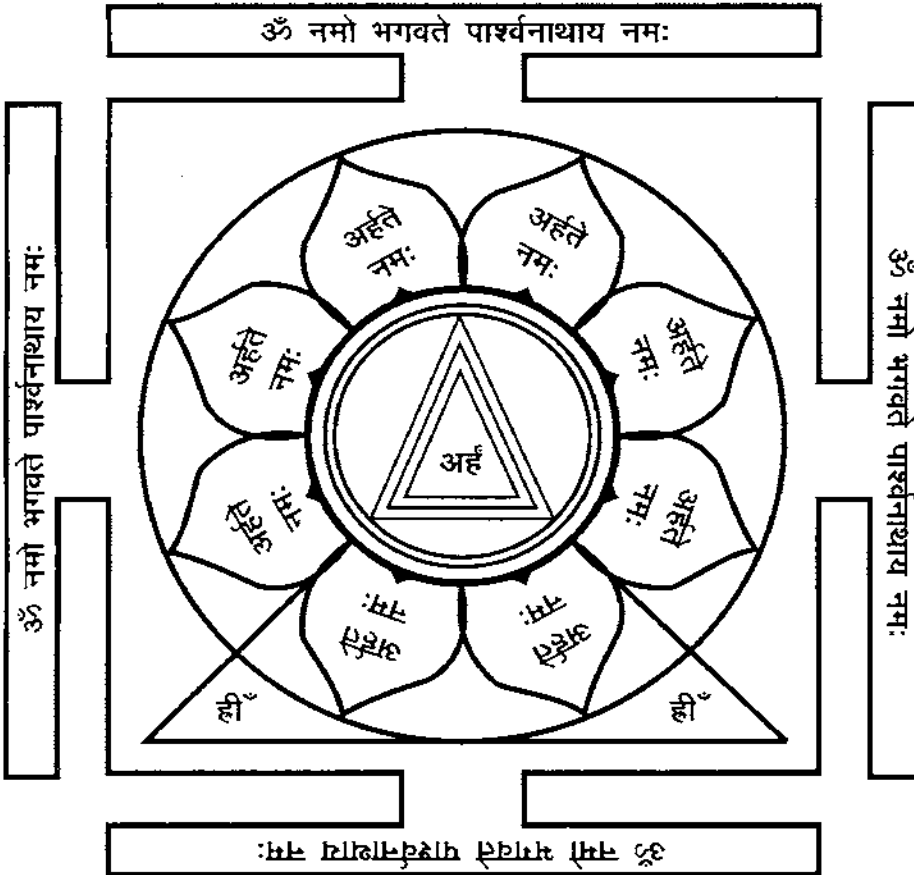 ॐ नमो भगवते पार्श्वनाथाय नमः
अर्हते
नमः
अर्हते
नमः
अर्हते
नमः
अर्हते
नमः
अर्हं
अर्हते
नमः
अर्हते
नमः
अर्हते
नमः
अर्हते
नमः
ह्रीँ
ह्रीँ
ॐ नमो भगवते पार्श्वनाथाय नमः
ॐ नमो भगवते पार्श्वनाथाय नमः
ॐ नमो भगवते पार्श्वनाथाय नमः